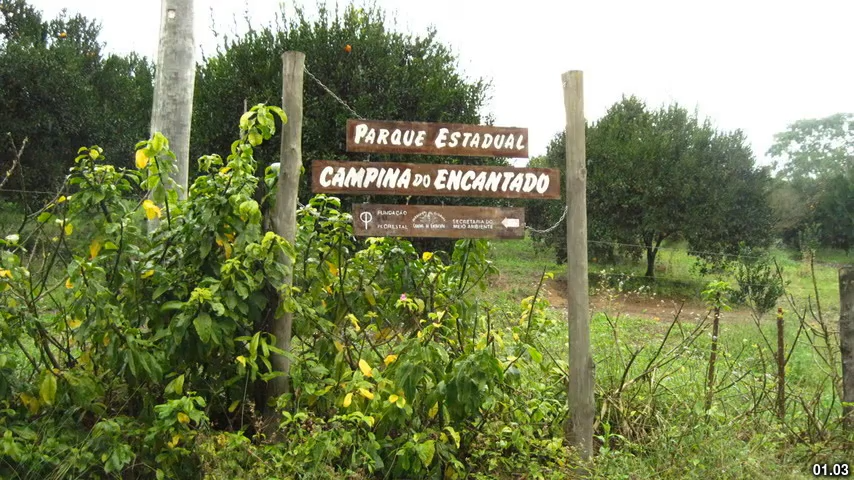 PARQUE ESTADUAL
CAMPINA DO ENCANTADO
FUNDAÇÃO
FLORESTAL
SECRETARIA DO
MEIO AMBIENTE
01.03